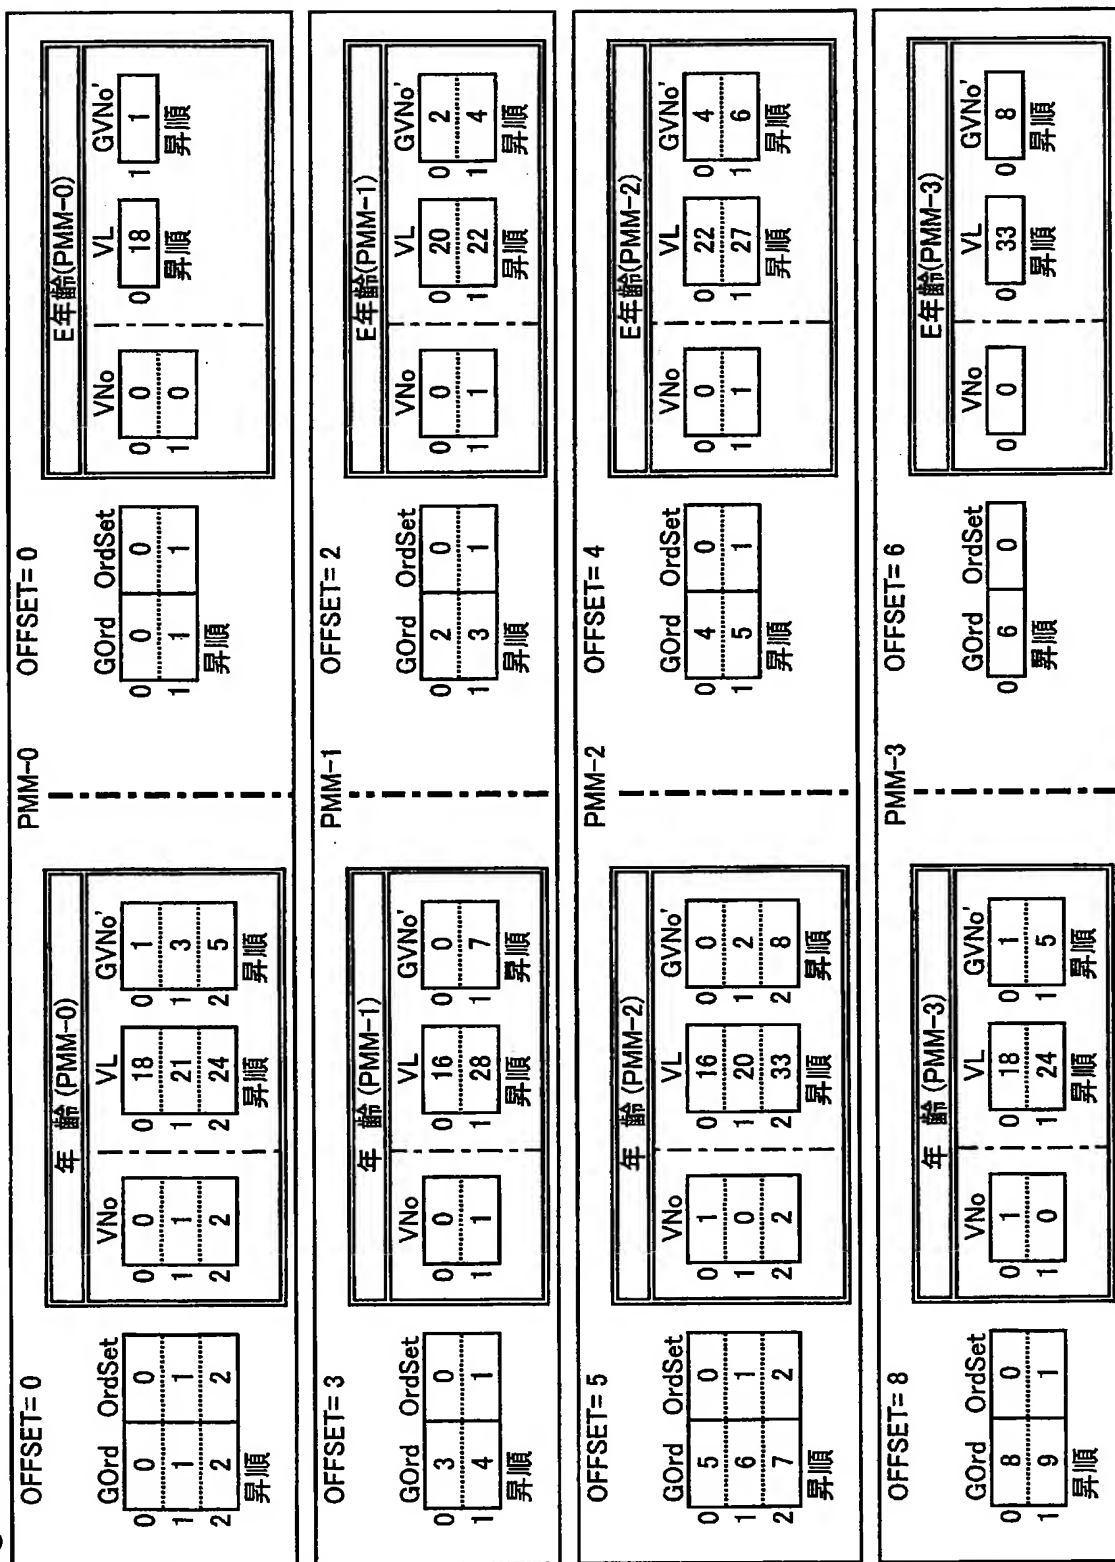 OFFSET= 0 PMM-0 OFFSET= 0
年 齢 (PMM-0) E年齢(PMM-0)
GOrd OrdSet VNo VL GVNo' GOrd OrdSet VNo VL GVNo'
0 0 0 0 0 0 18 0 1 0 0 0 0 0 0 18 1 1
1 1 1 1 1 1 21 1 3 1 1 1 1 0
2 2 2 2 2 2 24 2 5
昇順 昇順 昇順 昇順 昇順 昇順
OFFSET= 3 PMM-1 OFFSET= 2
年 齢 (PMM-1) E年齢(PMM-1)
GOrd OrdSet VNo VL GVNo' GOrd OrdSet VNo VL GVNo'
0 3 0 0 0 0 16 0 0 0 2 0 0 0 0 20 0 2
1 4 1 1 1 1 28 1 7 1 3 1 1 1 1 22 1 4
昇順 昇順 昇順 昇順 昇順 昇順
OFFSET= 5 PMM-2 OFFSET= 4
年 齢 (PMM-2) E年齢(PMM-2)
GOrd OrdSet VNo VL GVNo' GOrd OrdSet VNo VL GVNo'
0 5 0 0 1 0 16 0 0 0 4 0 0 0 0 22 0 4
1 6 1 1 0 1 20 1 2 1 5 1 1 1 1 27 1 6
2 7 2 2 2 2 33 2 8
昇順 昇順 昇順 昇順 昇順 昇順
OFFSET= 8 PMM-3 OFFSET= 6
年 齢 (PMM-3) E年齢(PMM-3)
GOrd OrdSet VNo VL GVNo' GOrd OrdSet VNo VL GVNo'
0 8 0 0 1 0 18 0 1 0 6 0 0 0 0 33 0 8
1 9 1 1 0 1 24 1 5
昇順 昇順 昇順 昇順 昇順 昇順